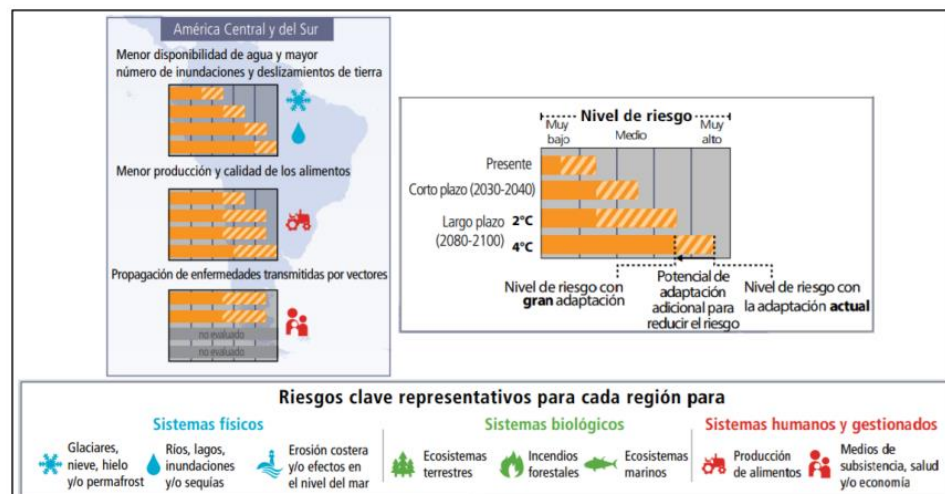 América Central y del Sur
Menor disponibilidad de agua y mayor
número de inundaciones y deslizamientos de tierra
Menor producción y calidad de los alimentos
Propagación de enfermedades transmitidas por vectores
no evaluado
no evaluado
Nivel de riesgo
Muy
bajo
Medio
Muy
alto
Presente
Corto plazo (2030-2040)
Largo plazo
(2080-2100)
2°C
4°C
Nivel de riesgo con
gran adaptación
Potencial de
adaptación
adicional para
reducir el riesgo
Nivel de riesgo con
la adaptación actual
Riesgos clave representativos para cada región para
Sistemas físicos
Glaciares,
nieve, hielo
y/o permafrost
Ríos, lagos,
inundaciones
y/o sequías
Erosión costera
y/o efectos en
el nivel del mar
Sistemas biológicos
Ecosistemas
terrestres
Incendios
forestales
Ecosistemas
marinos
Sistemas humanos y gestionados
Producción
de alimentos
Medios de
subsistencia, salud
y/o economía